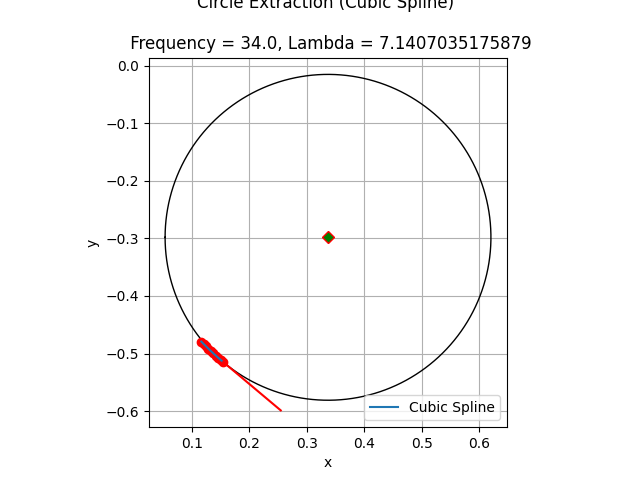 Circle Extraction (Cubic Spline)
Frequency = 34.0, Lambda = 7.1407035175879
0.0
−0.1
−0.2
−0.3
−0.4
−0.5
−0.6
y
0.1 0.2 0.3 0.4 0.5 0.6
x
Cubic Spline